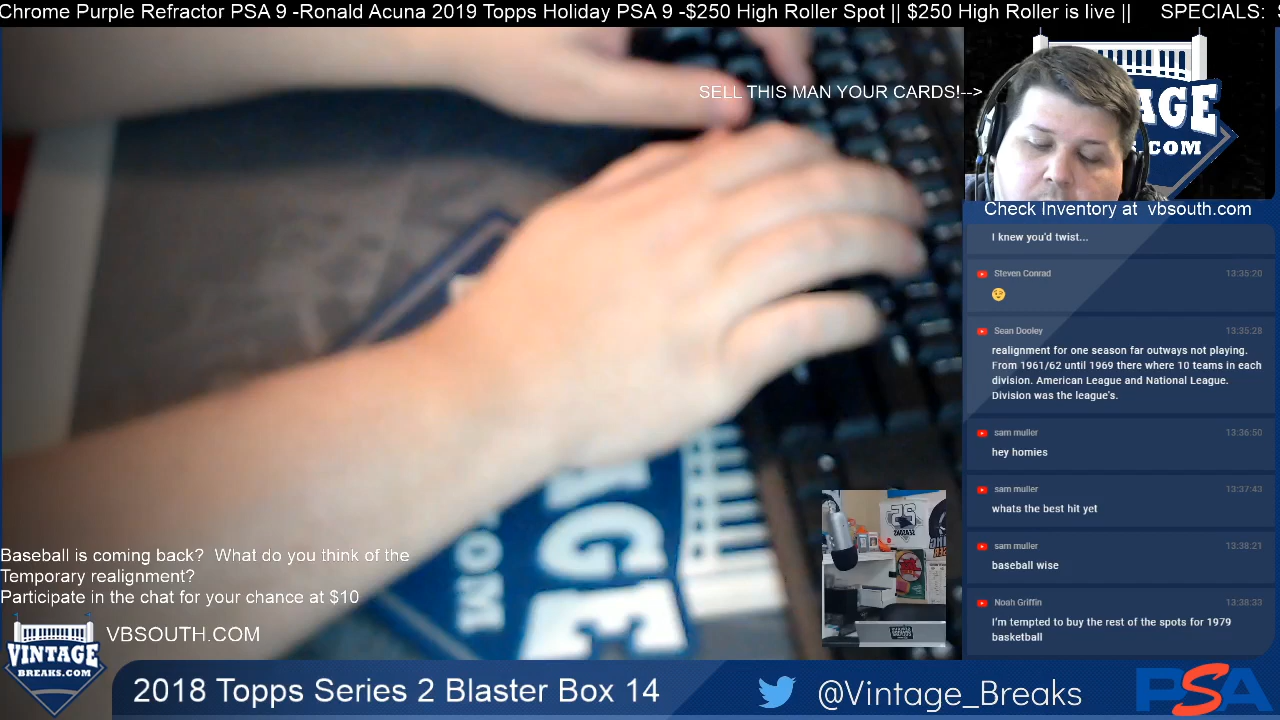 Chrome Purple Refractor PSA 9 -Ronald Acuna 2019 Topps Holiday PSA 9 -$250 High Roller Spot || $250 High Roller is live || SPECIALS:
SELL THIS MAN YOUR CARDS!-->
AGE
.COM
Check Inventory at vbsouth.com
I knew you'd twist...
Steven Conrad 13:35:20
😉
Sean Dooley 13:35:28
realignment for one season far outways not playing.
From 1961/62 until 1969 there where 10 teams in each
division. American League and National League.
Division was the league's.
sam muller 13:36:50
hey homies
sam muller 13:37:43
whats the best hit yet
sam muller 13:38:21
baseball wise
Noah Griffin 13:38:33
I'm tempted to buy the rest of the spots for 1979
basketball
AGE
OM
Baseball is coming back? What do you think of the
Temporary realignment?
Participate in the chat for your chance at $10
VINTAGE
BREAKS.COM
VBSOUTH.COM
2018 Topps Series 2 Blaster Box 14
@Vintage_Breaks
PSA